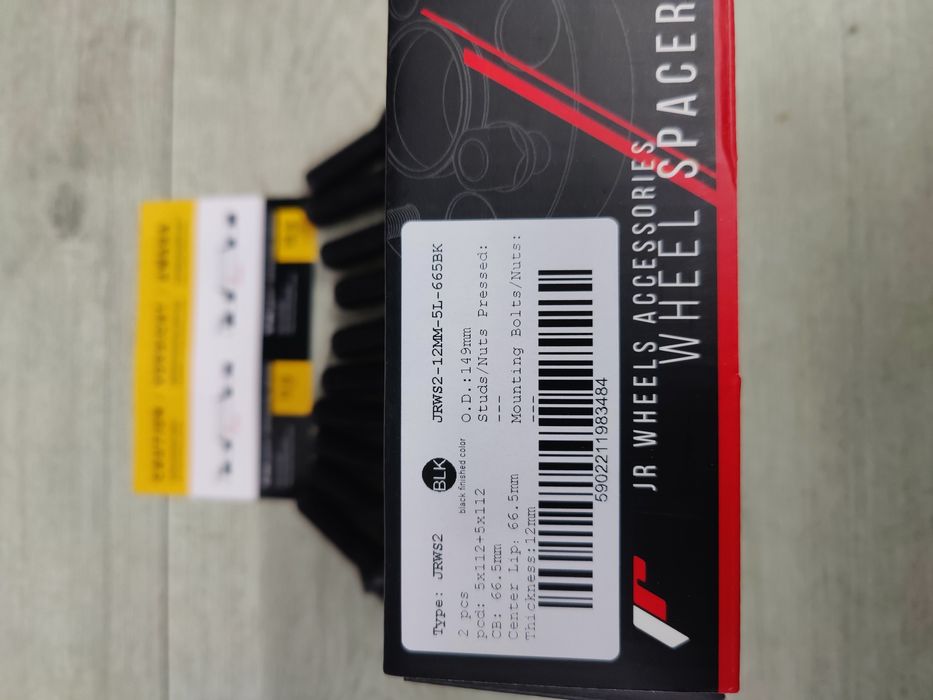 Type: JRWS2
BLK
black finished color
JRWS2-12MM-5L-665BK
2 pcs
O.D.:149mm
pcd: 5x112+5x112
Studs/Nuts Pressed:
CB: 66.5mm
---
Center Lip: 66.5mm
Mounting Bolts/Nuts:
Thickness:12mm
---
5902211983484
JR WHEELS ACCESSORIES
WHEEL SPACER